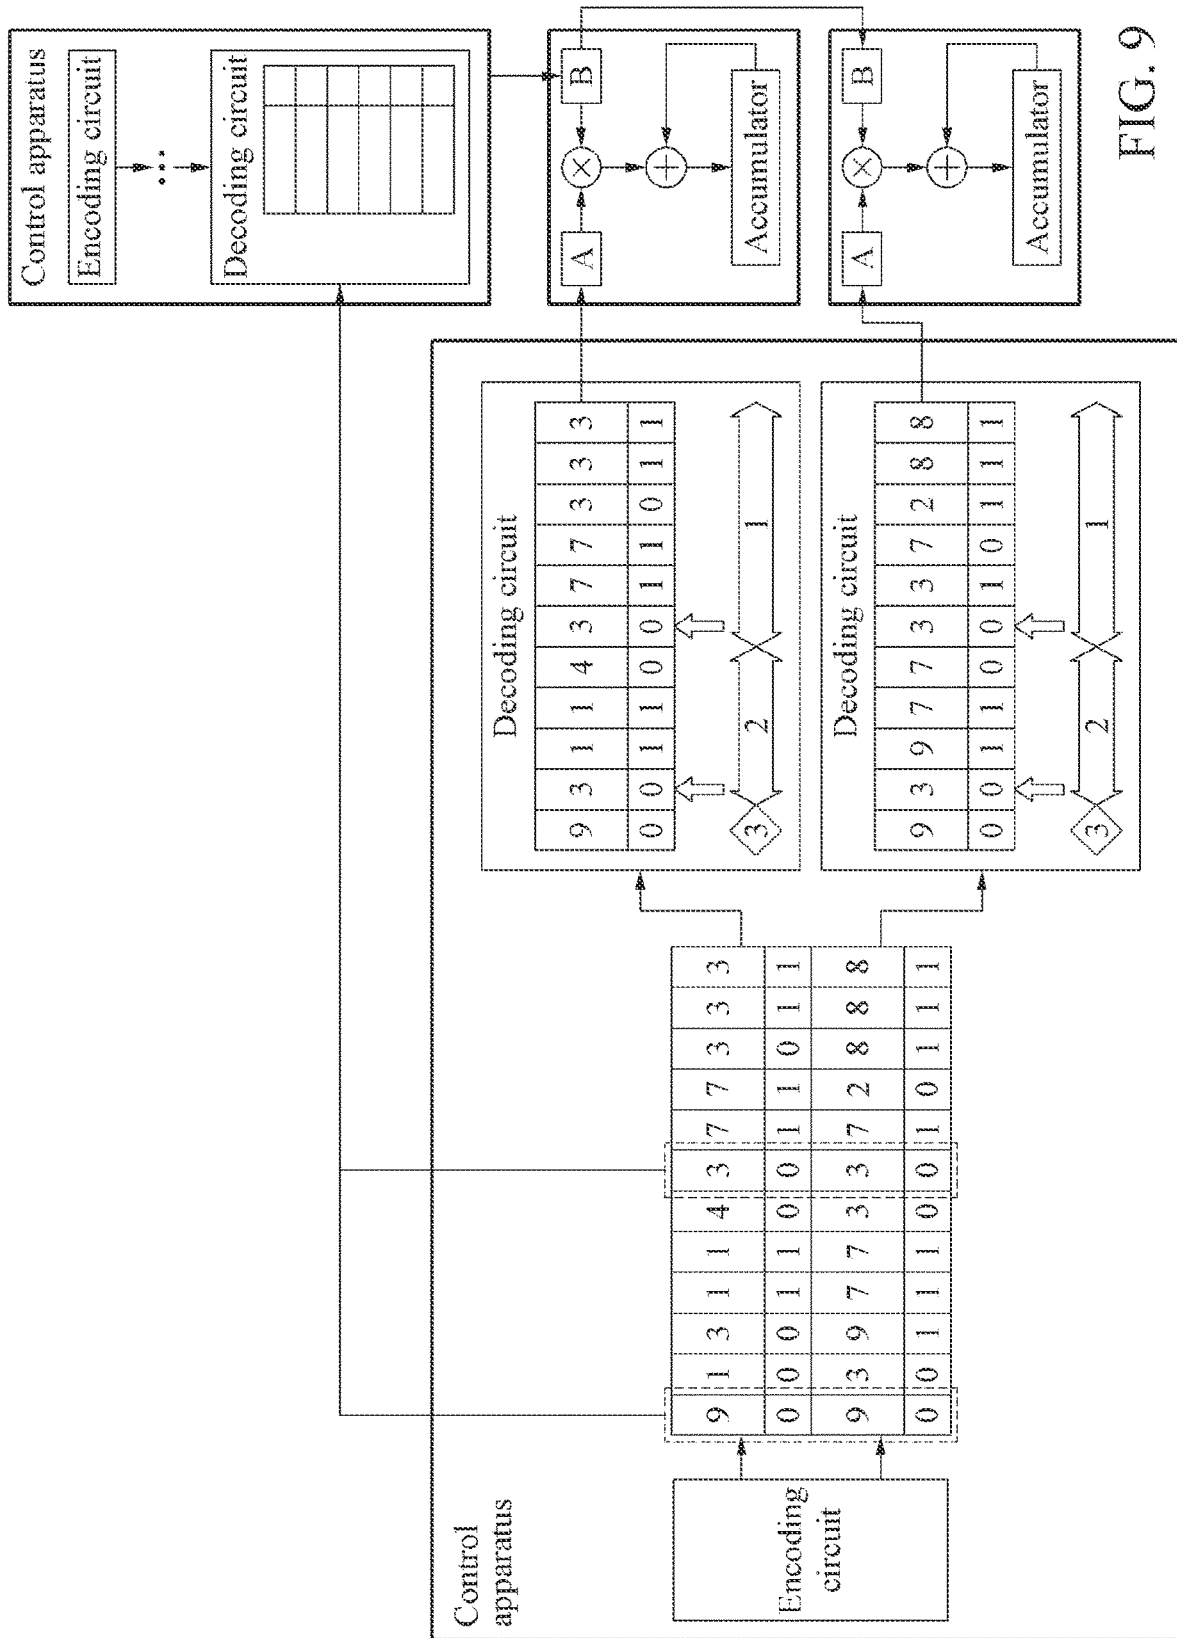 Control apparatus
Encoding circuit
...
Decoding circuit
Control
apparatus
Encoding
circuit
9 1 3 1 1 4 3 7 7 3 3 3
0 0 0 1 1 0 0 1 1 0 1 1
9 3 9 7 7 3 3 7 2 8 8 8
0 0 1 1 1 0 0 1 0 1 1 1
Decoding circuit
9 3 1 1 4 3 7 7 3 3 3
0 0 1 1 0 0 1 1 0 1 1
3 2 1
Decoding circuit
9 3 9 7 7 3 3 7 2 8 8
0 0 1 1 0 0 1 0 1 1 1
3 2 1
A × B
+
Accumulator
A × B
+
Accumulator
FIG. 9